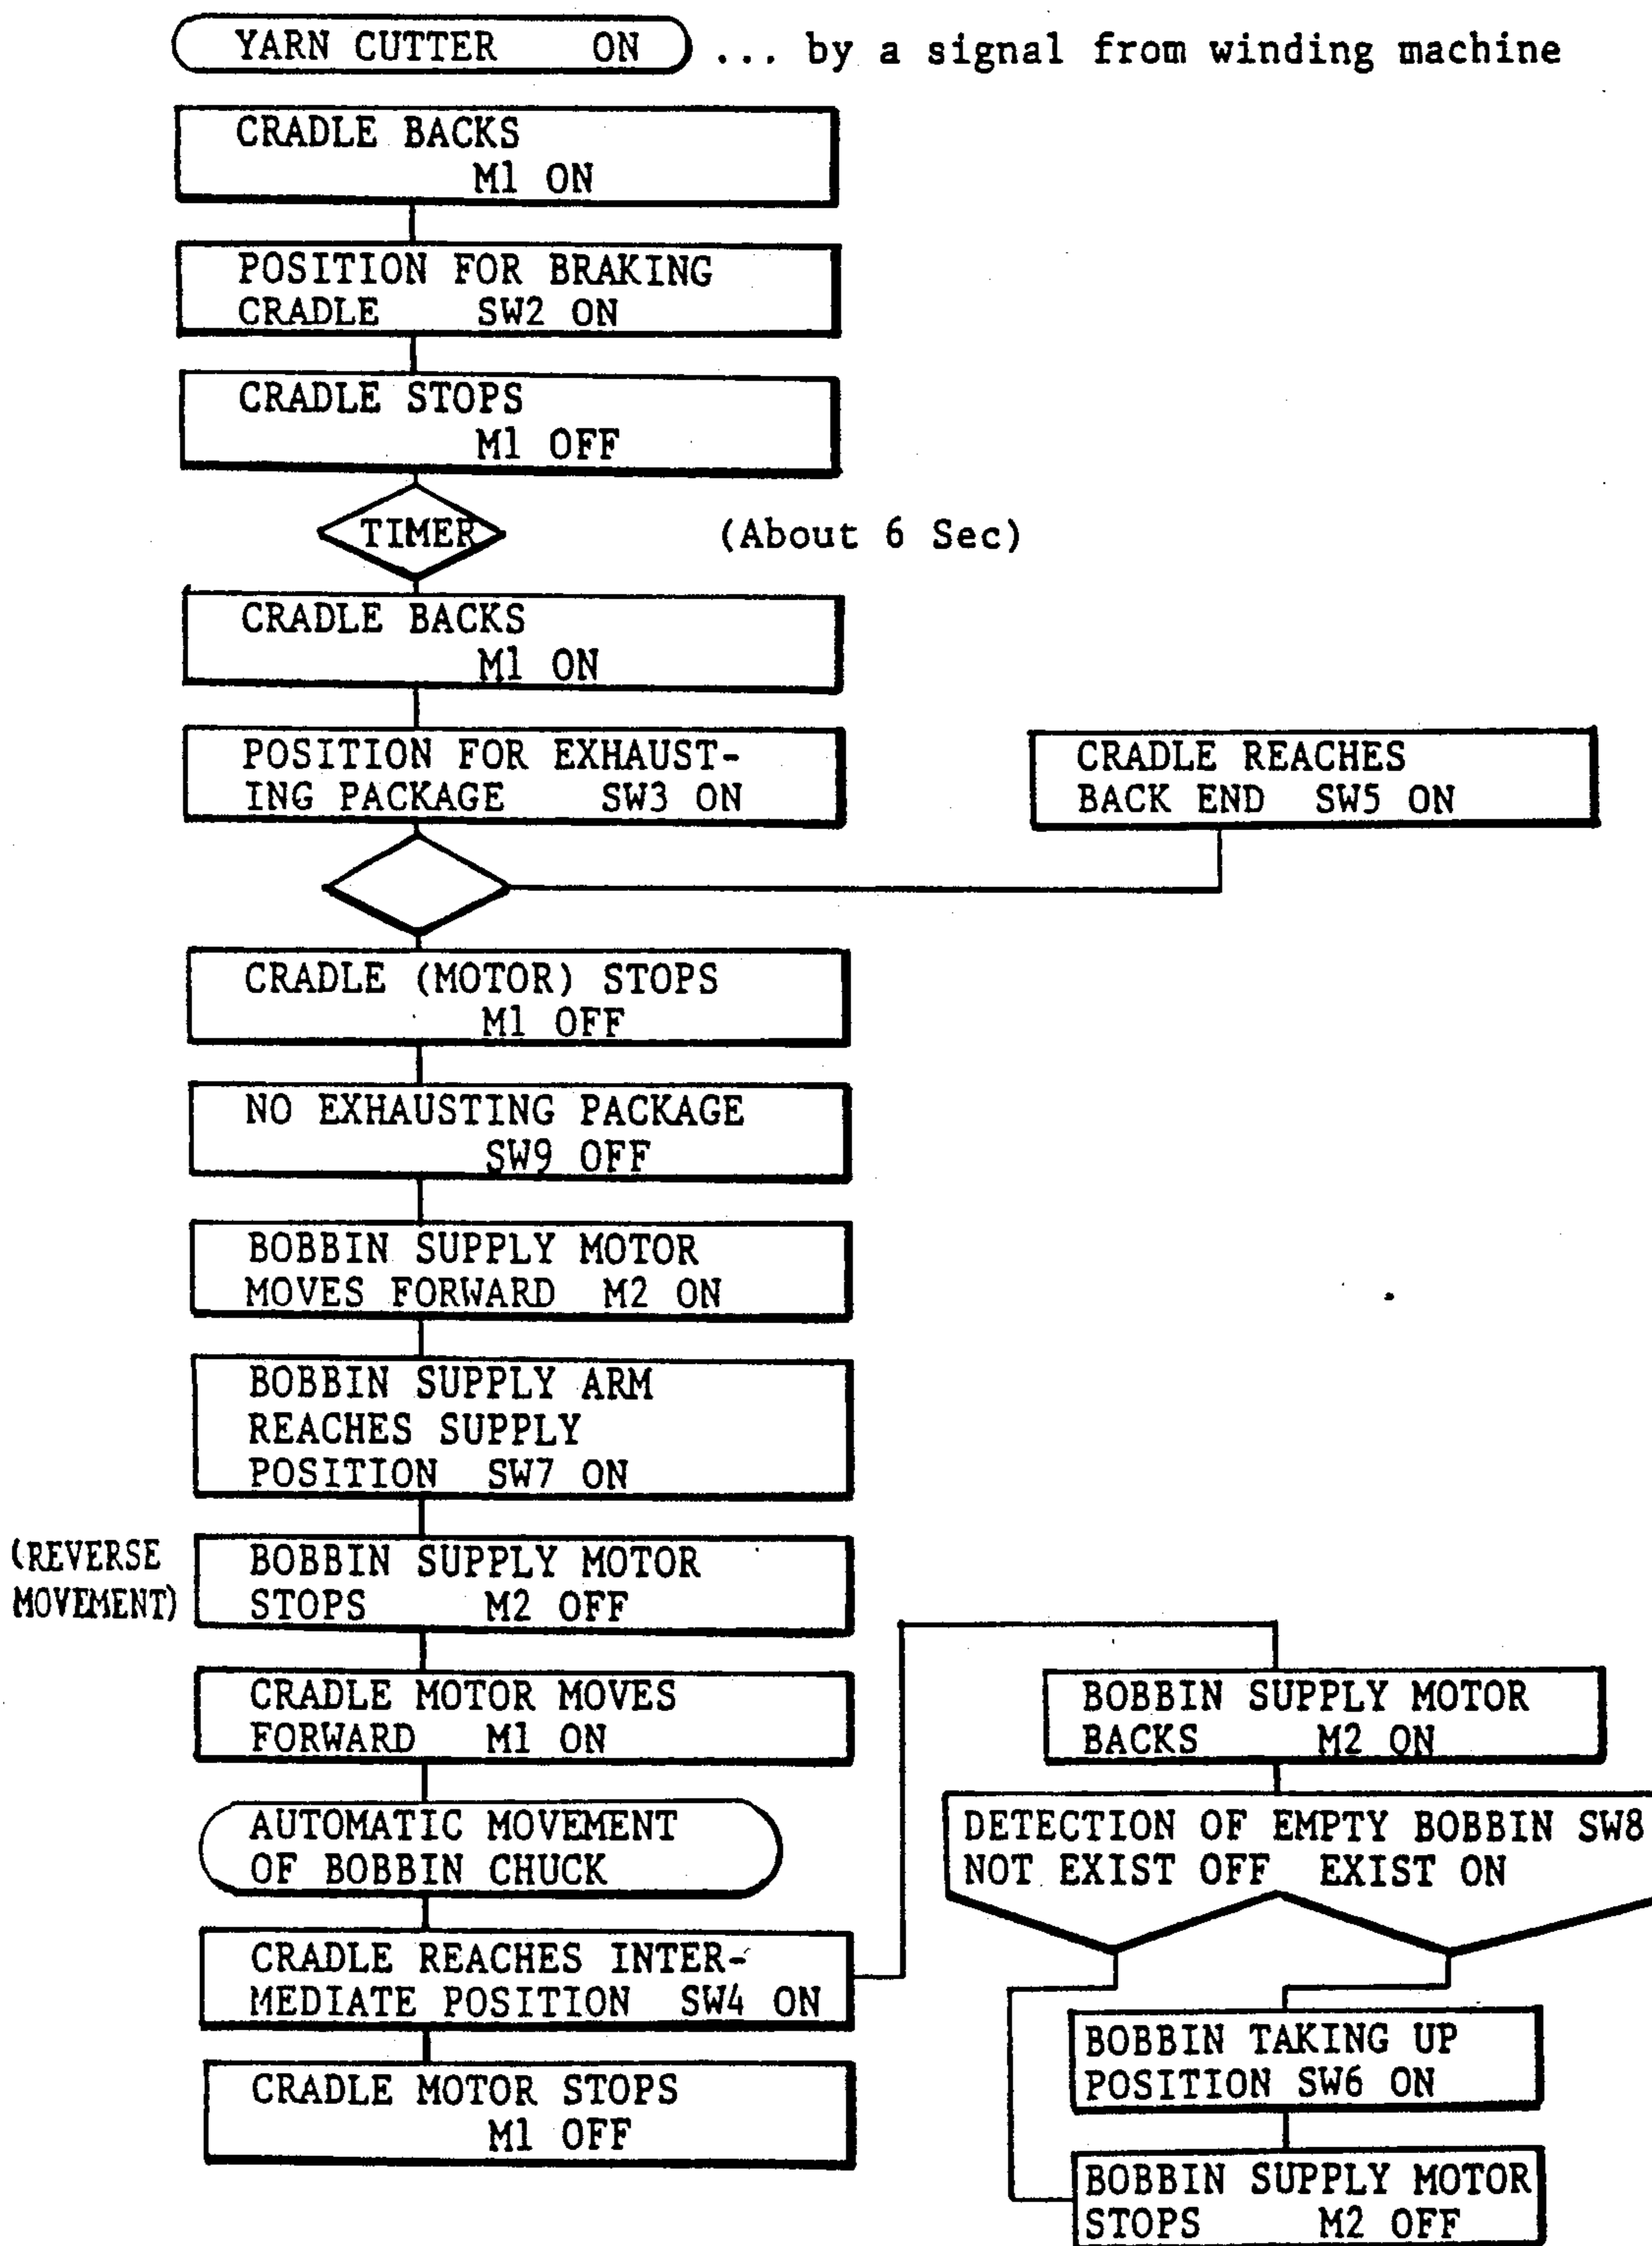 YARN CUTTER ON ... by a signal from winding machine
CRADLE BACKS
M1 ON
POSITION FOR BRAKING
CRADLE SW2 ON
CRADLE STOPS
M1 OFF
TIMER (About 6 Sec)
CRADLE BACKS
M1 ON
POSITION FOR EXHAUST-
ING PACKAGE SW3 ON
CRADLE REACHES
BACK END SW5 ON
CRADLE (MOTOR) STOPS
M1 OFF
NO EXHAUSTING PACKAGE
SW9 OFF
BOBBIN SUPPLY MOTOR
MOVES FORWARD M2 ON
BOBBIN SUPPLY ARM
REACHES SUPPLY
POSITION SW7 ON
(REVERSE
MOVEMENT)
BOBBIN SUPPLY MOTOR
STOPS M2 OFF
CRADLE MOTOR MOVES
FORWARD M1 ON
AUTOMATIC MOVEMENT
OF BOBBIN CHUCK
CRADLE REACHES INTER-
MEDIATE POSITION SW4 ON
CRADLE MOTOR STOPS
M1 OFF
BOBBIN SUPPLY MOTOR
BACKS M2 ON
DETECTION OF EMPTY BOBBIN SW8
NOT EXIST OFF EXIST ON
BOBBIN TAKING UP
POSITION SW6 ON
BOBBIN SUPPLY MOTOR
STOPS M2 OFF